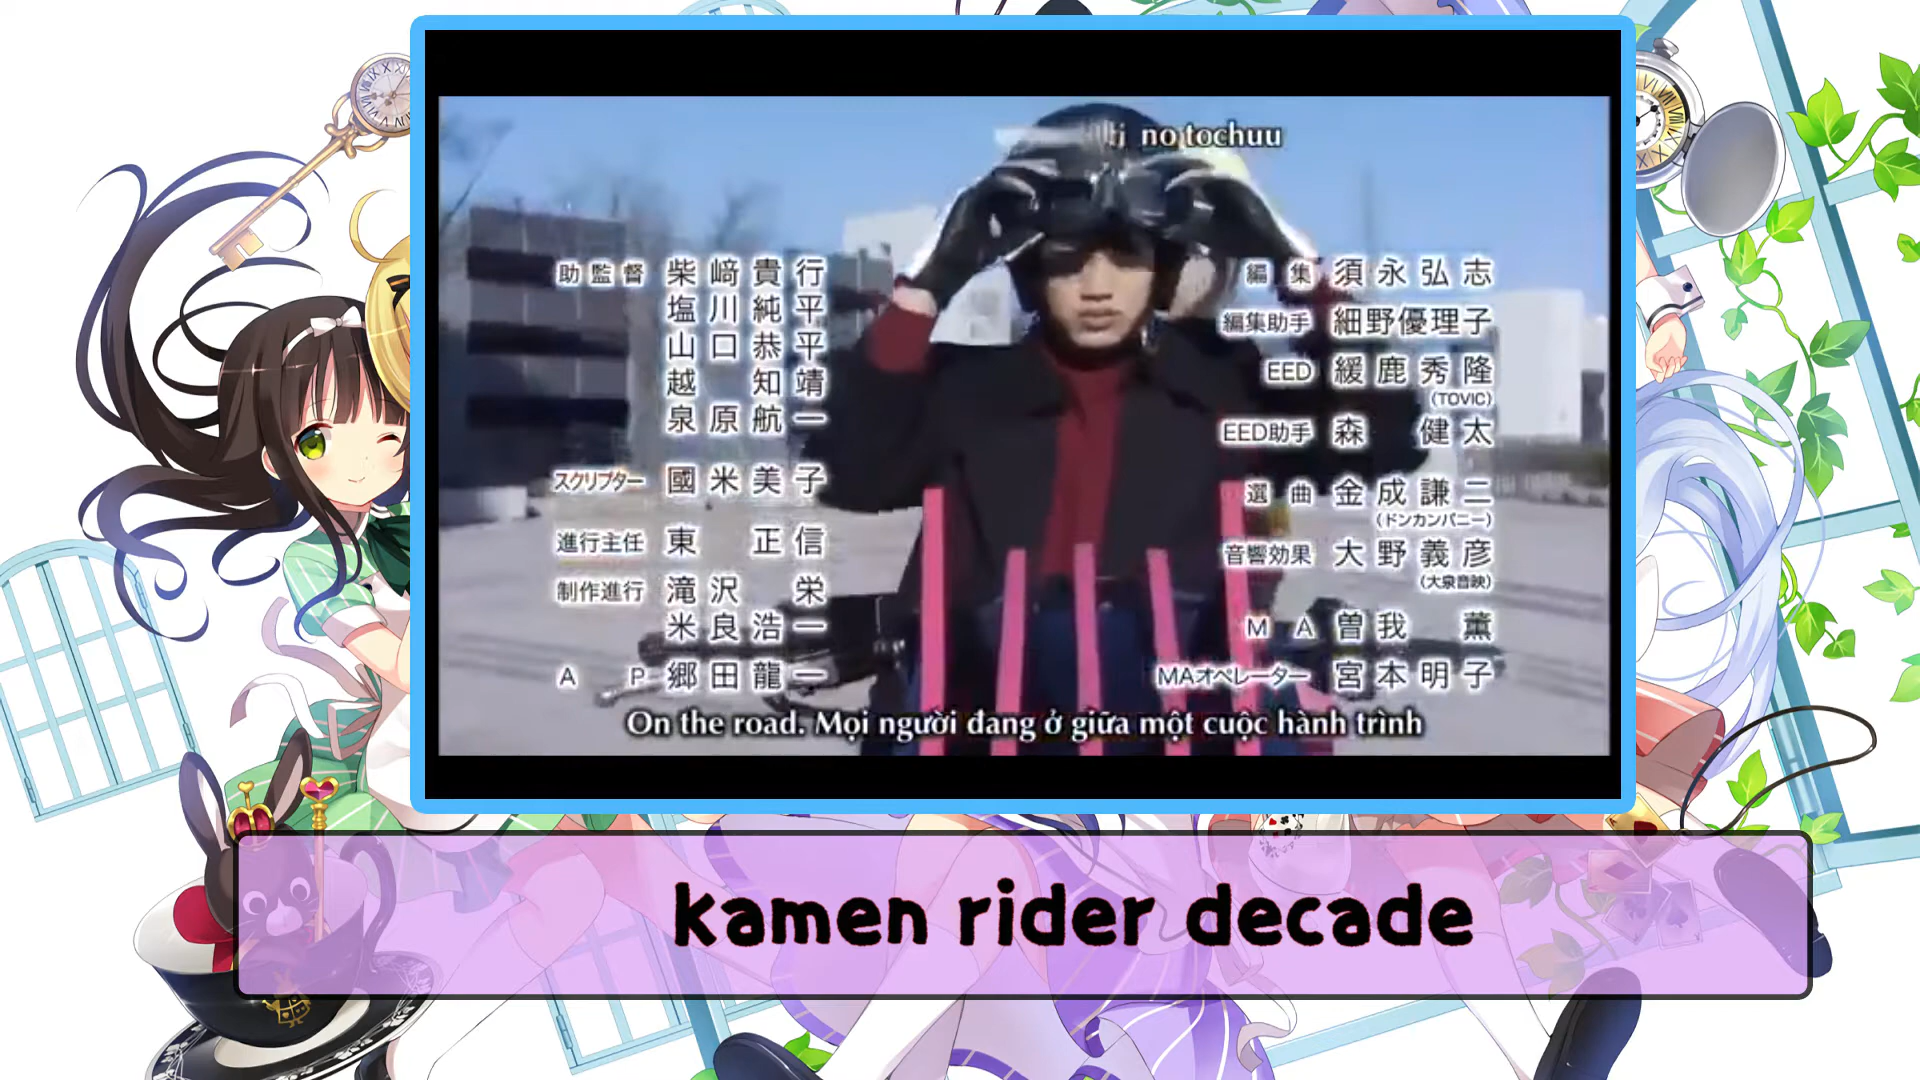 no tochuu
助監督 柴﨑貴行
塩川純平
山口恭平
越 知靖
泉原航一
スクリプター 國米美子
進行主任 東 正信
制作進行 滝沢 栄
米良浩一
A P 郷田龍一
編集 須永弘志
編集助手 細野優理子
EED 緩鹿秀隆
(TOVIC)
EED助手 森 健太
選曲 金成謙二
(ドンカンパニー)
音響効果 大野義彦
(大泉音映)
M A 曽我 薫
MAオペレーター 宮本明子
On the road. Mọi người đang ở giữa một cuộc hành trình
kamen rider decade